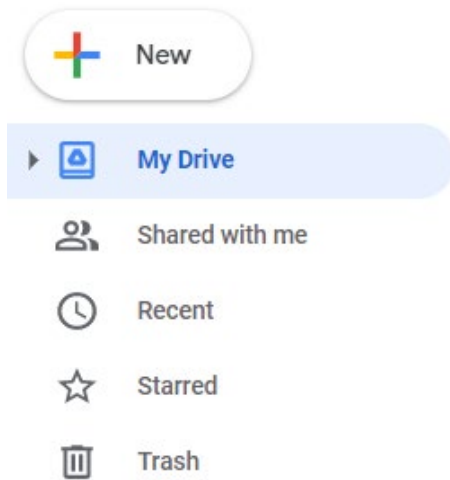 New
My Drive
Shared with me
Recent
Starred
Trash